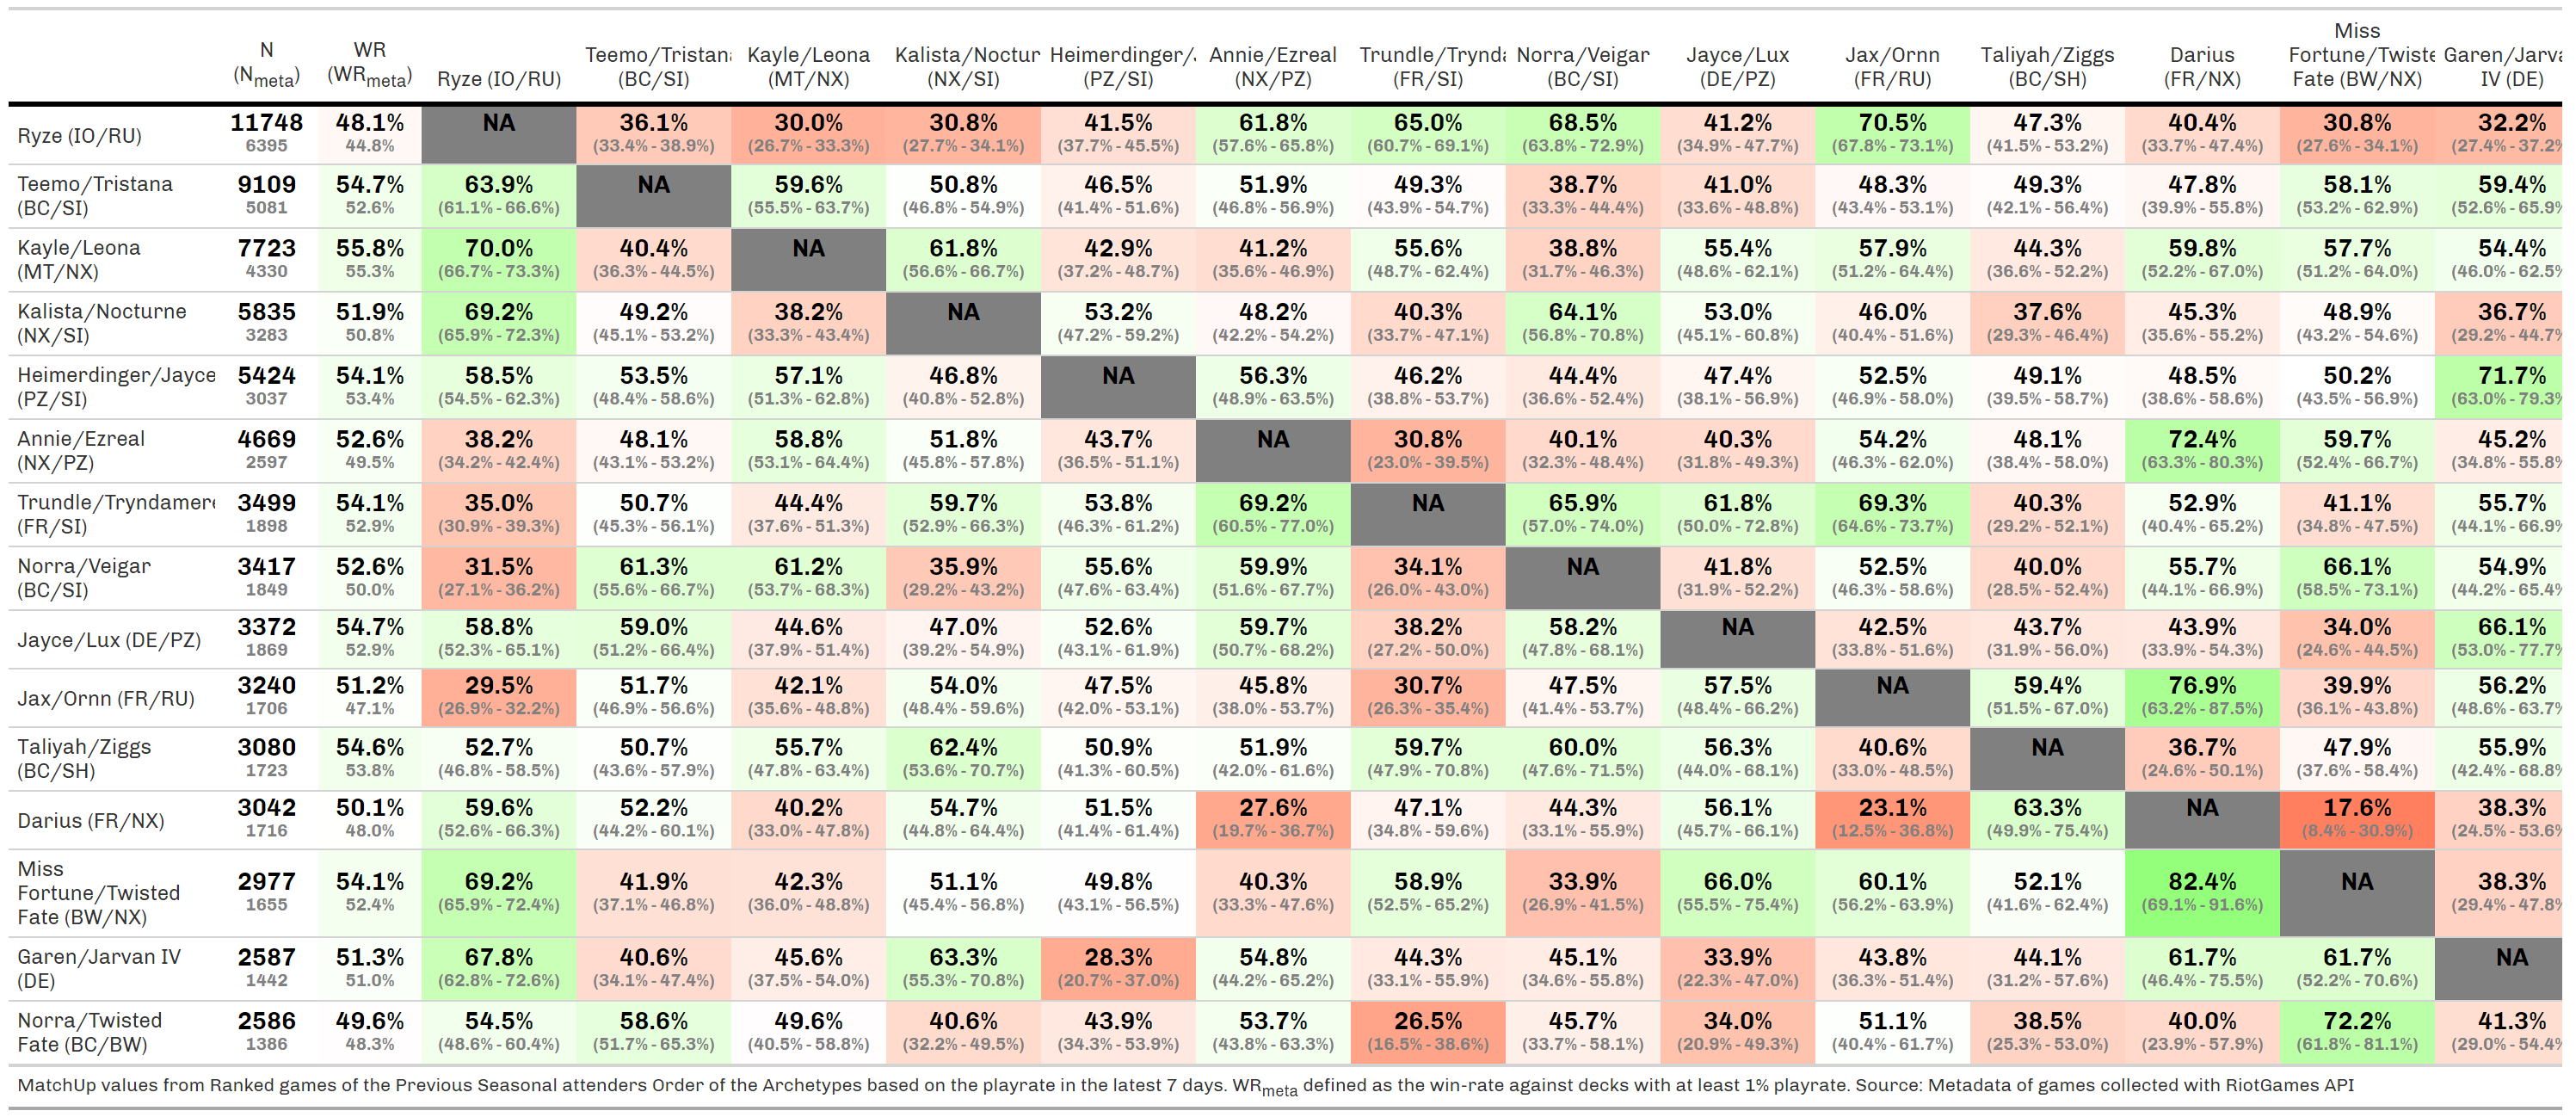 N (Nmeta) WR (WRmeta) Ryze (IO/RU) Teemo/Tristana (BC/SI) Kayle/Leona (MT/NX) Kalista/Noctur (NX/SI) Heimerdinger/J (PZ/SI) Annie/Ezreal (NX/PZ) Trundle/Trynda (FR/SI) Norra/Veigar (BC/SI) Jayce/Lux (DE/PZ) Jax/Ornn (FR/RU) Taliyah/Ziggs (BC/SH) Darius (FR/NX) Miss Fortune/Twiste Fate (BW/NX) Garen/Jarva IV (DE)
Ryze (IO/RU) 11748 48.1% NA 36.1% 30.0% 30.8% 41.5% 61.8% 65.0% 68.5% 41.2% 70.5% 47.3% 40.4% 30.8% 32.2%
6395 44.8% (33.4% - 38.9%) (26.7% - 33.3%) (27.7% - 34.1%) (37.7% - 45.5%) (57.6% - 65.8%) (60.7% - 69.1%) (63.8% - 72.9%) (34.9% - 47.7%) (67.8% - 73.1%) (41.5% - 53.2%) (33.7% - 47.4%) (27.6% - 34.1%) (27.4% - 37.2%
Teemo/Tristana 9109 54.7% 63.9% NA 59.6% 50.8% 46.5% 51.9% 49.3% 38.7% 41.0% 48.3% 49.3% 47.8% 58.1% 59.4%
(BC/SI) 5081 52.6% (61.1% - 66.6%) (55.5% - 63.7%) (46.8% - 54.9%) (41.4% - 51.6%) (46.8% - 56.9%) (43.9% - 54.7%) (33.3% - 44.4%) (33.6% - 48.8%) (43.4% - 53.1%) (42.1% - 56.4%) (39.9% - 55.8%) (53.2% - 62.9%) (52.6% - 65.9%
Kayle/Leona 7723 55.8% 70.0% 40.4% NA 61.8% 42.9% 41.2% 55.6% 38.8% 55.4% 57.9% 44.3% 59.8% 57.7% 54.4%
(MT/NX) 4330 55.3% (66.7% - 73.3%) (36.3% - 44.5%) (56.6% - 66.7%) (37.2% - 48.7%) (35.6% - 46.9%) (48.7% - 62.4%) (31.7% - 46.3%) (48.6% - 62.1%) (51.2% - 64.4%) (36.6% - 52.2%) (52.2% - 67.0%) (51.2% - 64.0%) (46.0% - 62.5%
Kalista/Nocturne 5835 51.9% 69.2% 49.2% 38.2% NA 53.2% 48.2% 40.3% 64.1% 53.0% 46.0% 37.6% 45.3% 48.9% 36.7%
(NX/SI) 3283 50.8% (65.9% - 72.3%) (45.1% - 53.2%) (33.3% - 43.4%) (47.2% - 59.2%) (42.2% - 54.2%) (33.7% - 47.1%) (56.8% - 70.8%) (45.1% - 60.8%) (40.4% - 51.6%) (29.3% - 46.4%) (35.6% - 55.2%) (43.2% - 54.6%) (29.2% - 44.7%
Heimerdinger/Jayce 5424 54.1% 58.5% 53.5% 57.1% 46.8% NA 56.3% 46.2% 44.4% 47.4% 52.5% 49.1% 48.5% 50.2% 71.7%
(PZ/SI) 3037 53.4% (54.5% - 62.3%) (48.4% - 58.6%) (51.3% - 62.8%) (40.8% - 52.8%) (48.9% - 63.5%) (38.8% - 53.7%) (36.6% - 52.4%) (38.1% - 56.9%) (46.9% - 58.0%) (39.5% - 58.7%) (38.6% - 58.6%) (43.5% - 56.9%) (63.0% - 79.3%
Annie/Ezreal 4669 52.6% 38.2% 48.1% 58.8% 51.8% 43.7% NA 30.8% 40.1% 40.3% 54.2% 48.1% 72.4% 59.7% 45.2%
(NX/PZ) 2597 49.5% (34.2% - 42.4%) (43.1% - 53.2%) (53.1% - 64.4%) (45.8% - 57.8%) (36.5% - 51.1%) (23.0% - 39.5%) (32.3% - 48.4%) (31.8% - 49.3%) (46.3% - 62.0%) (38.4% - 58.0%) (63.3% - 80.3%) (52.4% - 66.7%) (34.8% - 55.8%
Trundle/Tryndamere 3499 54.1% 35.0% 50.7% 44.4% 59.7% 53.8% 69.2% NA 65.9% 61.8% 69.3% 40.3% 52.9% 41.1% 55.7%
(FR/SI) 1898 52.9% (30.9% - 39.3%) (45.3% - 56.1%) (37.6% - 51.3%) (52.9% - 66.3%) (46.3% - 61.2%) (60.5% - 77.0%) (57.0% - 74.0%) (50.0% - 72.8%) (64.6% - 73.7%) (29.2% - 52.1%) (40.4% - 65.2%) (34.8% - 47.5%) (44.1% - 66.9%
Norra/Veigar 3417 52.6% 31.5% 61.3% 61.2% 35.9% 55.6% 59.9% 34.1% NA 41.8% 52.5% 40.0% 55.7% 66.1% 54.9%
(BC/SI) 1849 50.0% (27.1% - 36.2%) (55.6% - 66.7%) (53.7% - 68.3%) (29.2% - 43.2%) (47.6% - 63.4%) (51.6% - 67.7%) (26.0% - 43.0%) (31.9% - 52.2%) (46.3% - 58.6%) (28.5% - 52.4%) (44.1% - 66.9%) (58.5% - 73.1%) (44.2% - 65.4%
Jayce/Lux (DE/PZ) 3372 54.7% 58.8% 59.0% 44.6% 47.0% 52.6% 59.7% 38.2% 58.2% NA 42.5% 43.7% 43.9% 34.0% 66.1%
1869 52.9% (52.3% - 65.1%) (51.2% - 66.4%) (37.9% - 51.4%) (39.2% - 54.9%) (43.1% - 61.9%) (50.7% - 68.2%) (27.2% - 50.0%) (47.8% - 68.1%) (33.8% - 51.6%) (31.9% - 56.0%) (33.9% - 54.3%) (24.6% - 44.5%) (53.0% - 77.7%
Jax/Ornn (FR/RU) 3240 51.2% 29.5% 51.7% 42.1% 54.0% 47.5% 45.8% 30.7% 47.5% 57.5% NA 59.4% 76.9% 39.9% 56.2%
1706 47.1% (26.9% - 32.2%) (46.9% - 56.6%) (35.6% - 48.8%) (48.4% - 59.6%) (42.0% - 53.1%) (38.0% - 53.7%) (26.3% - 35.4%) (41.4% - 53.7%) (48.4% - 66.2%) (51.5% - 67.0%) (63.2% - 87.5%) (36.1% - 43.8%) (48.6% - 63.7%
Taliyah/Ziggs 3080 54.6% 52.7% 50.7% 55.7% 62.4% 50.9% 51.9% 59.7% 60.0% 56.3% 40.6% NA 36.7% 47.9% 55.9%
(BC/SH) 1723 53.8% (46.8% - 58.5%) (43.6% - 57.9%) (47.8% - 63.4%) (53.6% - 70.7%) (41.3% - 60.5%) (42.0% - 61.6%) (47.9% - 70.8%) (47.6% - 71.5%) (44.0% - 68.1%) (33.0% - 48.5%) (24.6% - 50.1%) (37.6% - 58.4%) (42.4% - 68.8%
Darius (FR/NX) 3042 50.1% 59.6% 52.2% 40.2% 54.7% 51.5% 27.6% 47.1% 44.3% 56.1% 23.1% 63.3% NA 17.6% 38.3%
1716 48.0% (52.6% - 66.3%) (44.2% - 60.1%) (33.0% - 47.8%) (44.8% - 64.4%) (41.4% - 61.4%) (19.7% - 36.7%) (34.8% - 59.6%) (33.1% - 55.9%) (45.7% - 66.1%) (12.5% - 36.8%) (49.9% - 75.4%) (8.4% - 30.9%) (24.5% - 53.6%
Miss
Fortune/Twisted 2977 54.1% 69.2% 41.9% 42.3% 51.1% 49.8% 40.3% 58.9% 33.9% 66.0% 60.1% 52.1% 82.4% NA 38.3%
Fate (BW/NX) 1655 52.4% (65.9% - 72.4%) (37.1% - 46.8%) (36.0% - 48.8%) (45.4% - 56.8%) (43.1% - 56.5%) (33.3% - 47.6%) (52.5% - 65.2%) (26.9% - 41.5%) (55.5% - 75.4%) (56.2% - 63.9%) (41.6% - 62.4%) (69.1% - 91.6%) (29.4% - 47.8%
Garen/Jarvan IV 2587 51.3% 67.8% 40.6% 45.6% 63.3% 28.3% 54.8% 44.3% 45.1% 33.9% 43.8% 44.1% 61.7% 61.7% NA
(DE) 1442 51.0% (62.8% - 72.6%) (34.1% - 47.4%) (37.5% - 54.0%) (55.3% - 70.8%) (20.7% - 37.0%) (44.2% - 65.2%) (33.1% - 55.9%) (34.6% - 55.8%) (22.3% - 47.0%) (36.3% - 51.4%) (31.2% - 57.6%) (46.4% - 75.5%) (52.2% - 70.6%)
Norra/Twisted 2586 49.6% 54.5% 58.6% 49.6% 40.6% 43.9% 53.7% 26.5% 45.7% 34.0% 51.1% 38.5% 40.0% 72.2% 41.3%
Fate (BC/BW) 1386 48.3% (48.6% - 60.4%) (51.7% - 65.3%) (40.5% - 58.8%) (32.2% - 49.5%) (34.3% - 53.9%) (43.8% - 63.3%) (16.5% - 38.6%) (33.7% - 58.1%) (20.9% - 49.3%) (40.4% - 61.7%) (25.3% - 53.0%) (23.9% - 57.9%) (61.8% - 81.1%) (29.0% - 54.4%
MatchUp values from Ranked games of the Previous Seasonal attenders Order of the Archetypes based on the playrate in the latest 7 days. WRmeta defined as the win-rate against decks with at least 1% playrate. Source: Metadata of games collected with RiotGames API